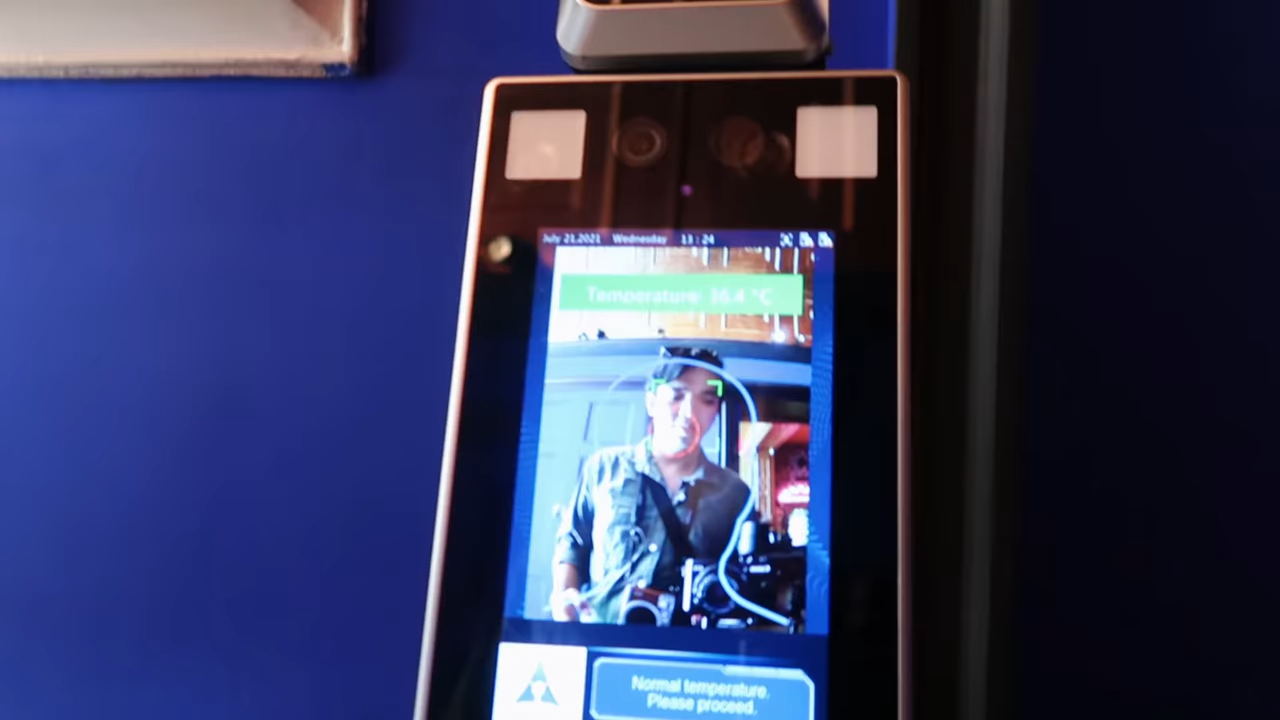 July 21,2021 Wednesday 13 : 24
Temperature: 36.4 °C
Normal temperature.
Please proceed.